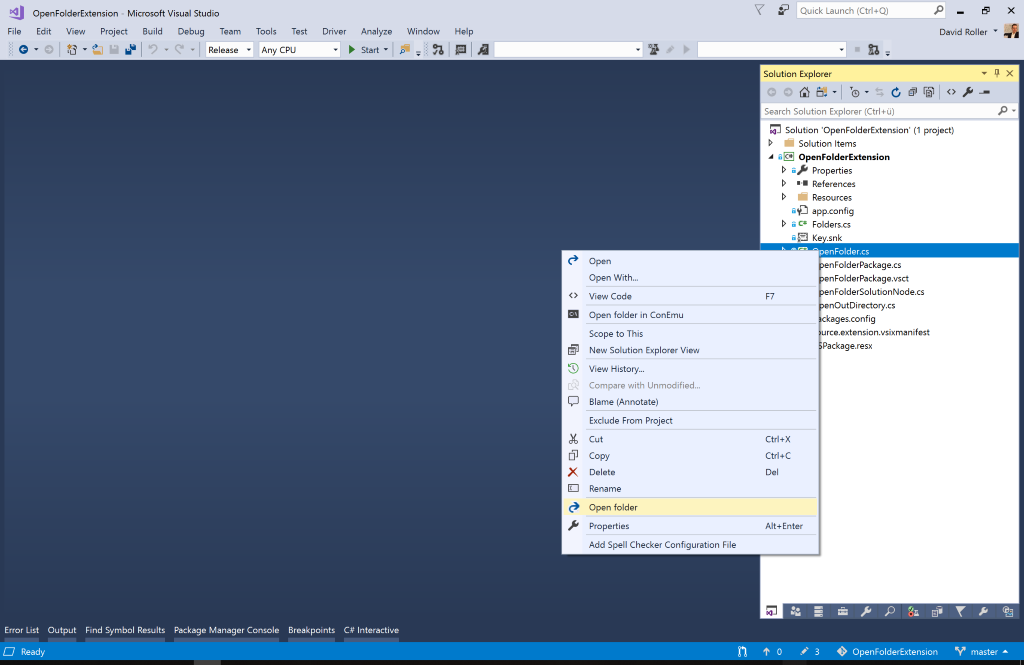 OpenFolderExtension - Microsoft Visual Studio
Quick Launch (Ctrl+Q)
File Edit View Project Build Debug Team Tools Test Driver Analyze Window Help
David Roller
Release Any CPU Start
Solution Explorer
Search Solution Explorer (Ctrl+ü)
Solution 'OpenFolderExtension' (1 project)
Solution Items
C# OpenFolderExtension
Properties
References
Resources
app.config
C# Folders.cs
Key.snk
OpenFolder.cs
penFolderPackage.cs
penFolderPackage.vsct
penFolderSolutionNode.cs
penOutDirectory.cs
ackages.config
ource.extension.vsixmanifest
SPackage.resx
Open
Open With...
View Code F7
Open folder in ConEmu
Scope to This
New Solution Explorer View
View History...
Compare with Unmodified...
Blame (Annotate)
Exclude From Project
Cut Ctrl+X
Copy Ctrl+C
Delete Del
Rename
Open folder
Properties Alt+Enter
Add Spell Checker Configuration File
Error List Output Find Symbol Results Package Manager Console Breakpoints C# Interactive
Ready 0 3 OpenFolderExtension master